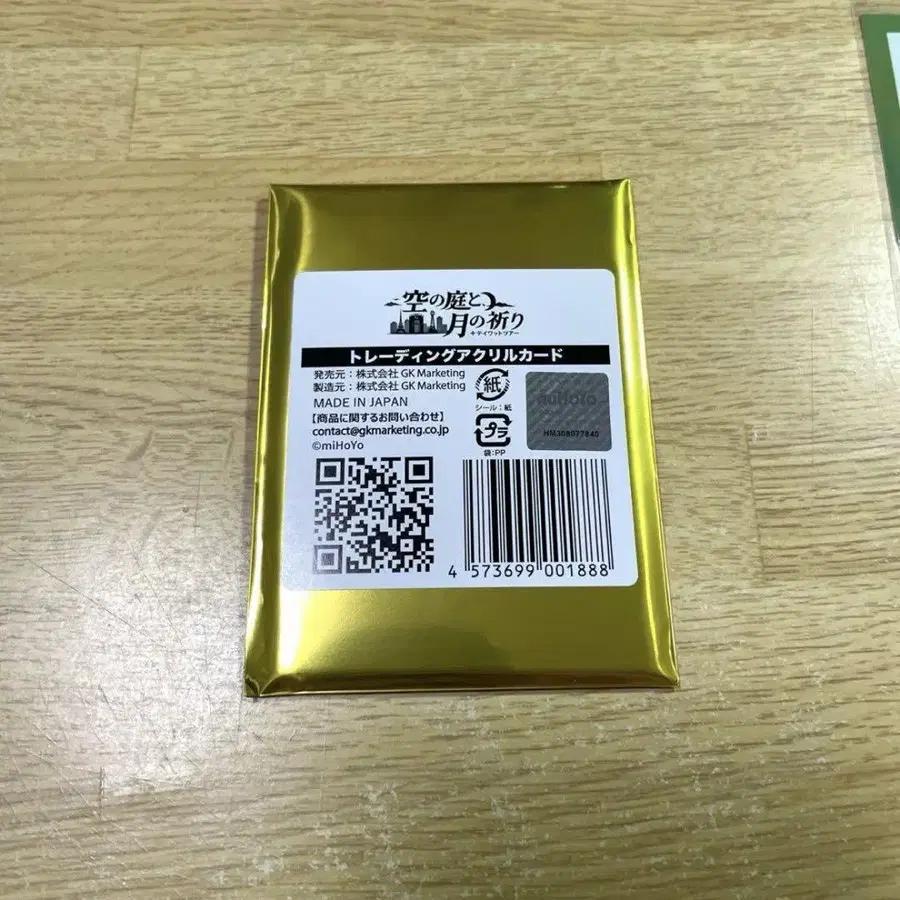 空の庭と、
月の祈り
テイワットツアー
トレーディングアクリルカード
発売元：株式会社 GK Marketing
製造元：株式会社 GK Marketing
MADE IN JAPAN
【商品に関するお問い合わせ】
contact@gkmarketing.co.jp
©miHoYo
紙
シール：紙
プラ
袋:PP
miHoYo
HM308077840
4 573699 001888